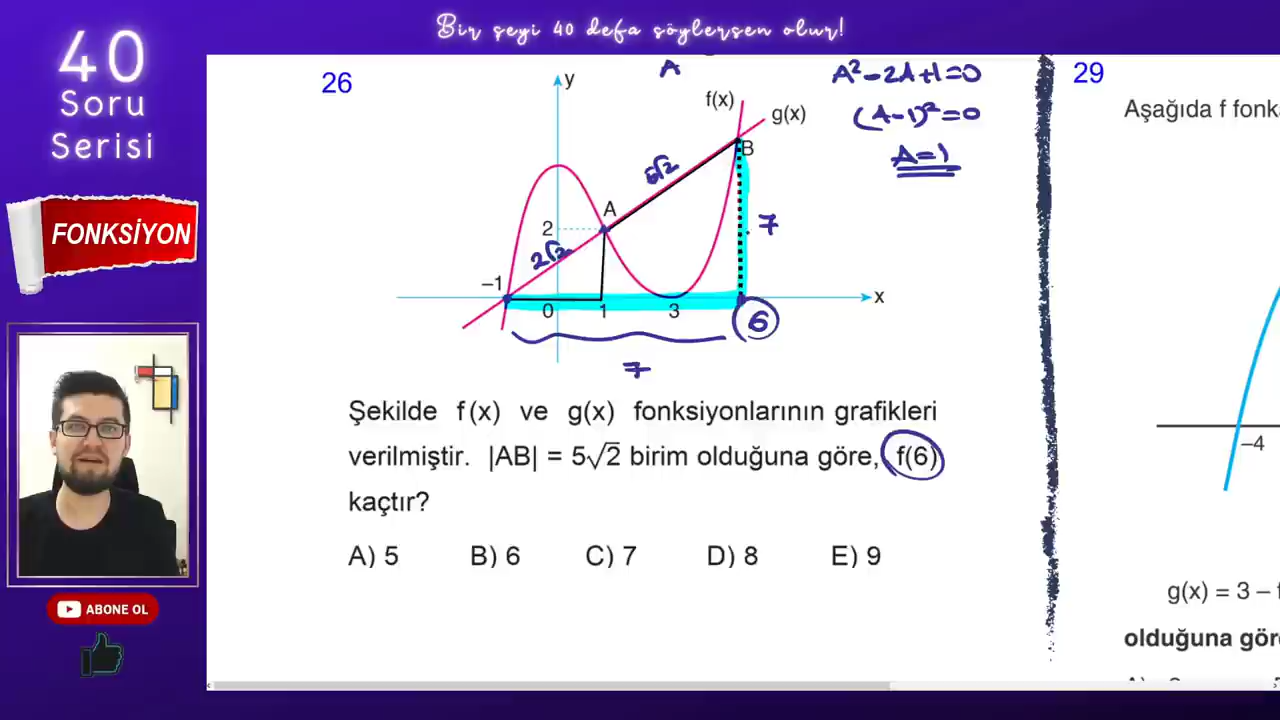 Bir şeyi 40 defa söylersen olur!
40
Soru
Serisi
FONKSİYON
ABONE OL
26
A
y
f(x)
g(x)
B
5√2
A
2
2√2
7
−1
0
1
3
6
x
7
A²−2A+1=0
(A−1)²=0
A=1
Şekilde f(x) ve g(x) fonksiyonlarının grafikleri
verilmiştir. |AB| = 5√2 birim olduğuna göre, f(6)
kaçtır?
A) 5 B) 6 C) 7 D) 8 E) 9
29
Aşağıda f fonk
−4
g(x) = 3 –
olduğuna gör